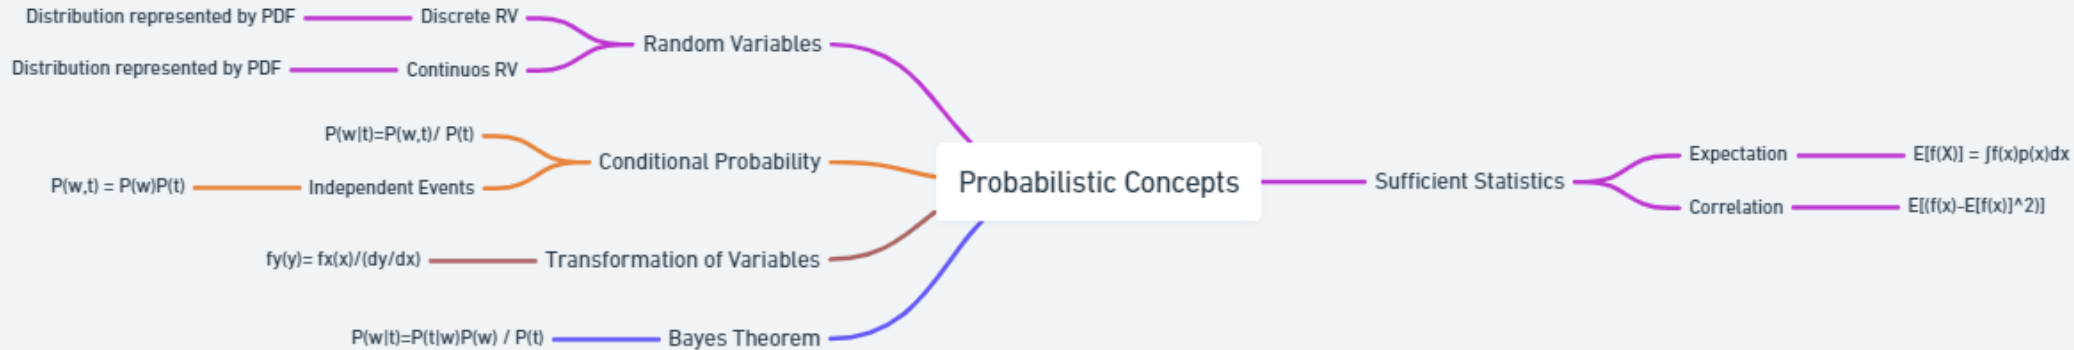 Probabilistic Concepts
Random Variables
Discrete RV
Distribution represented by PDF
Continuos RV
Distribution represented by PDF
Conditional Probability
P(w|t)=P(w,t)/ P(t)
Independent Events
P(w,t) = P(w)P(t)
Transformation of Variables
fy(y)= fx(x)/(dy/dx)
Bayes Theorem
P(w|t)=P(t|w)P(w) / P(t)
Sufficient Statistics
Expectation
E[f(X)] = ∫f(x)p(x)dx
Correlation
E[(f(x)-E[f(x)]^2)]